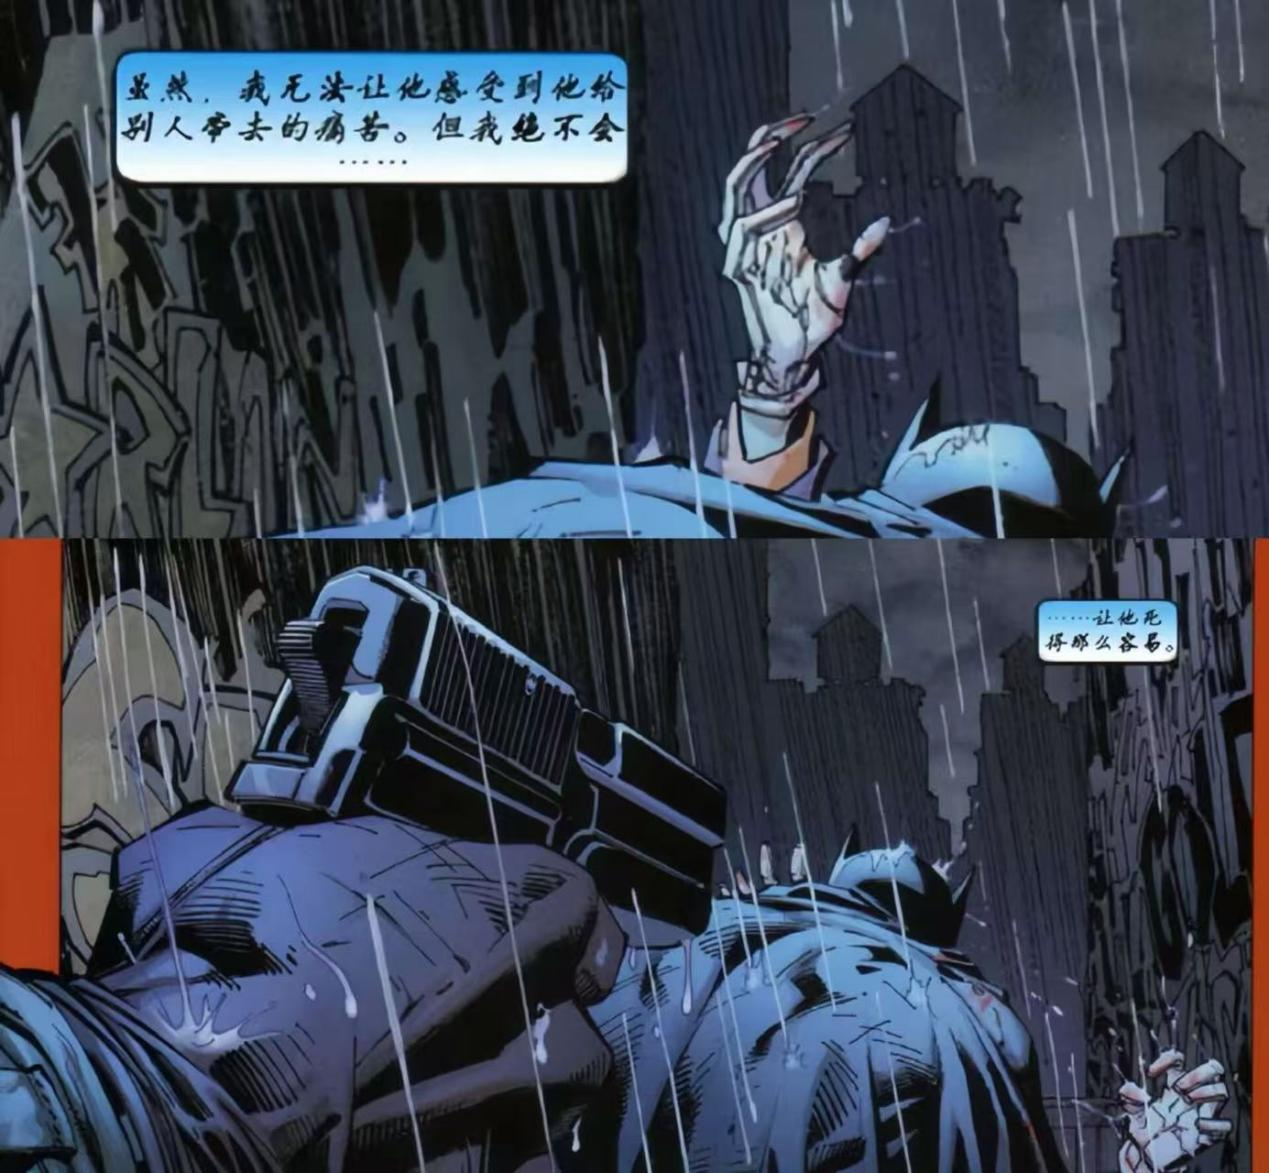 虽然，我无法让他感受到他给
别人带去的痛苦。但我绝不会
……
……让他死
得那么容易。